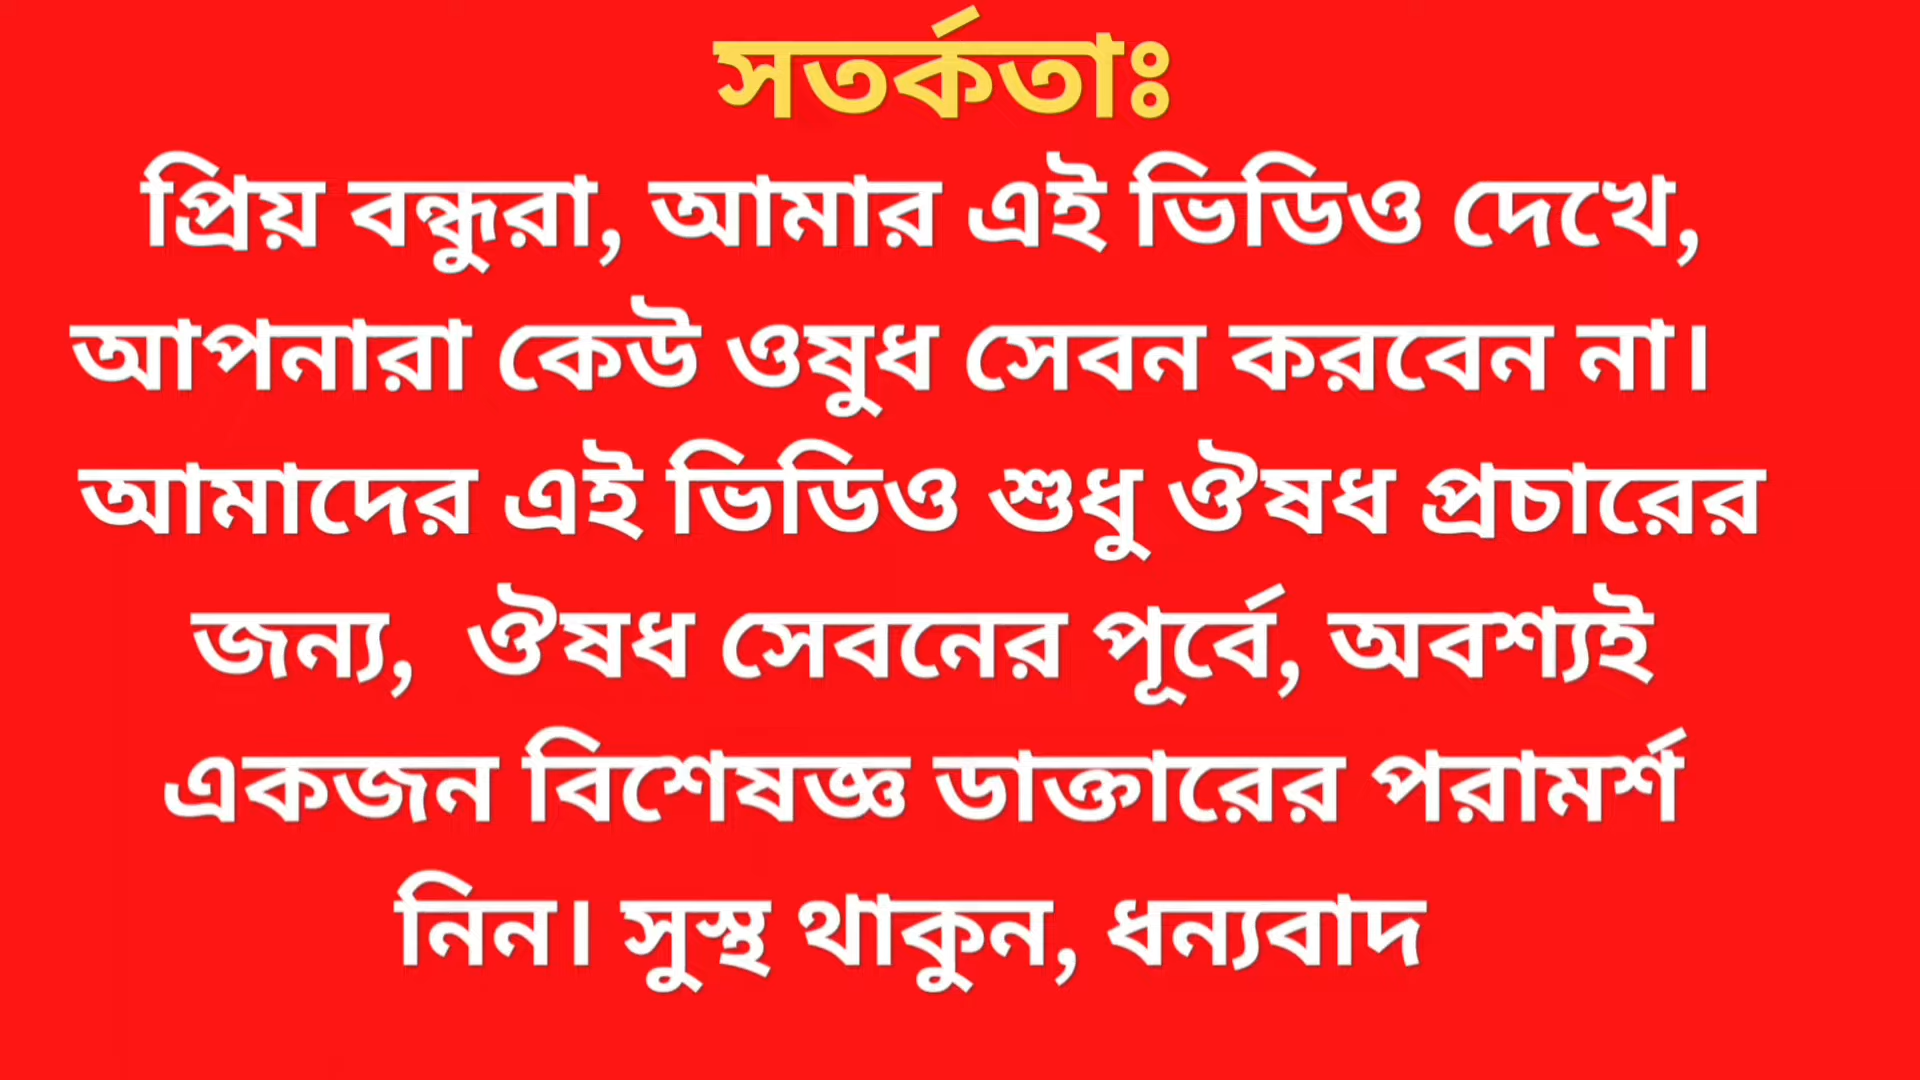 সতর্কতাঃ
প্রিয় বন্ধুরা, আমার এই ভিডিও দেখে,
আপনারা কেউ ওষুধ সেবন করবেন না।
আমাদের এই ভিডিও শুধু ঔষধ প্রচারের
জন্য, ঔষধ সেবনের পূর্বে, অবশ্যই
একজন বিশেষজ্ঞ ডাক্তারের পরামর্শ
নিন। সুস্থ থাকুন, ধন্যবাদ